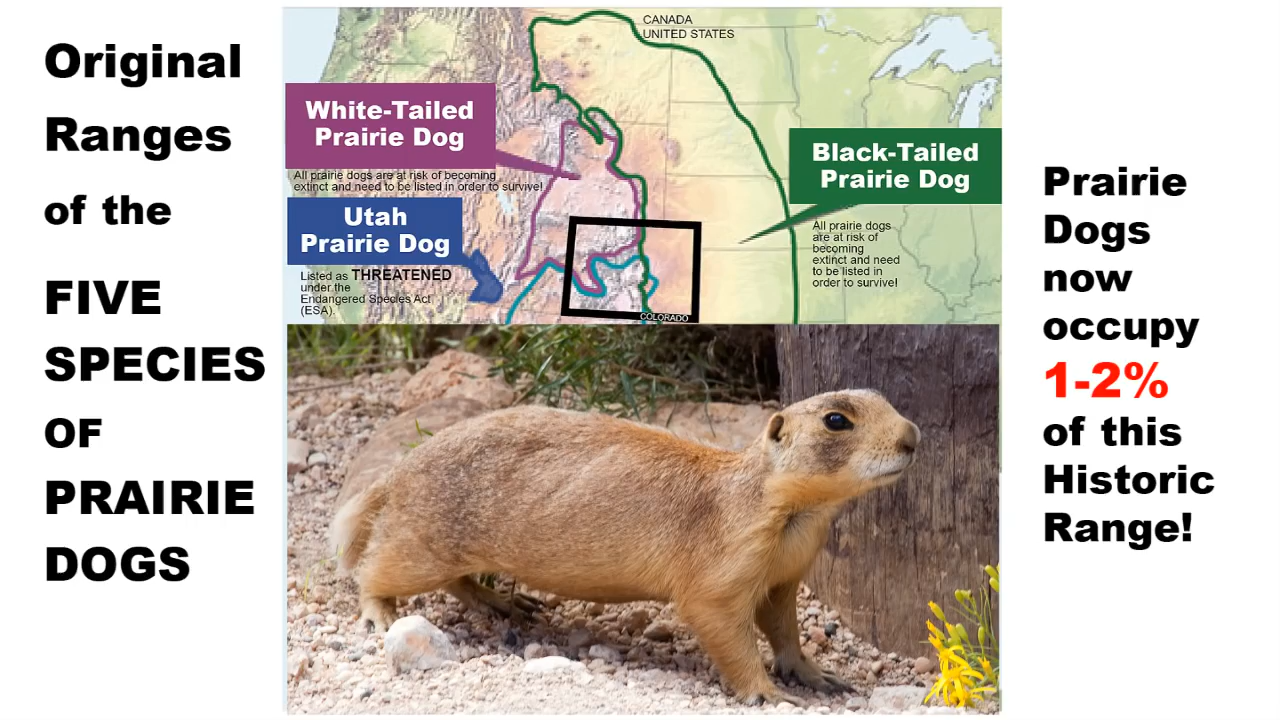 Original
Ranges
of the
FIVE
SPECIES
OF
PRAIRIE
DOGS
CANADA
UNITED STATES
White-Tailed
Prairie Dog
All prairie dogs are at risk of becoming
extinct and need to be listed in order to survive!
Utah
Prairie Dog
Listed as THREATENED
under the
Endangered Species Act
(ESA).
Black-Tailed
Prairie Dog
All prairie dogs
are at risk of
becoming
extinct and need
to be listed in
order to survive!
COLORADO
Prairie
Dogs
now
occupy
1-2%
of this
Historic
Range!